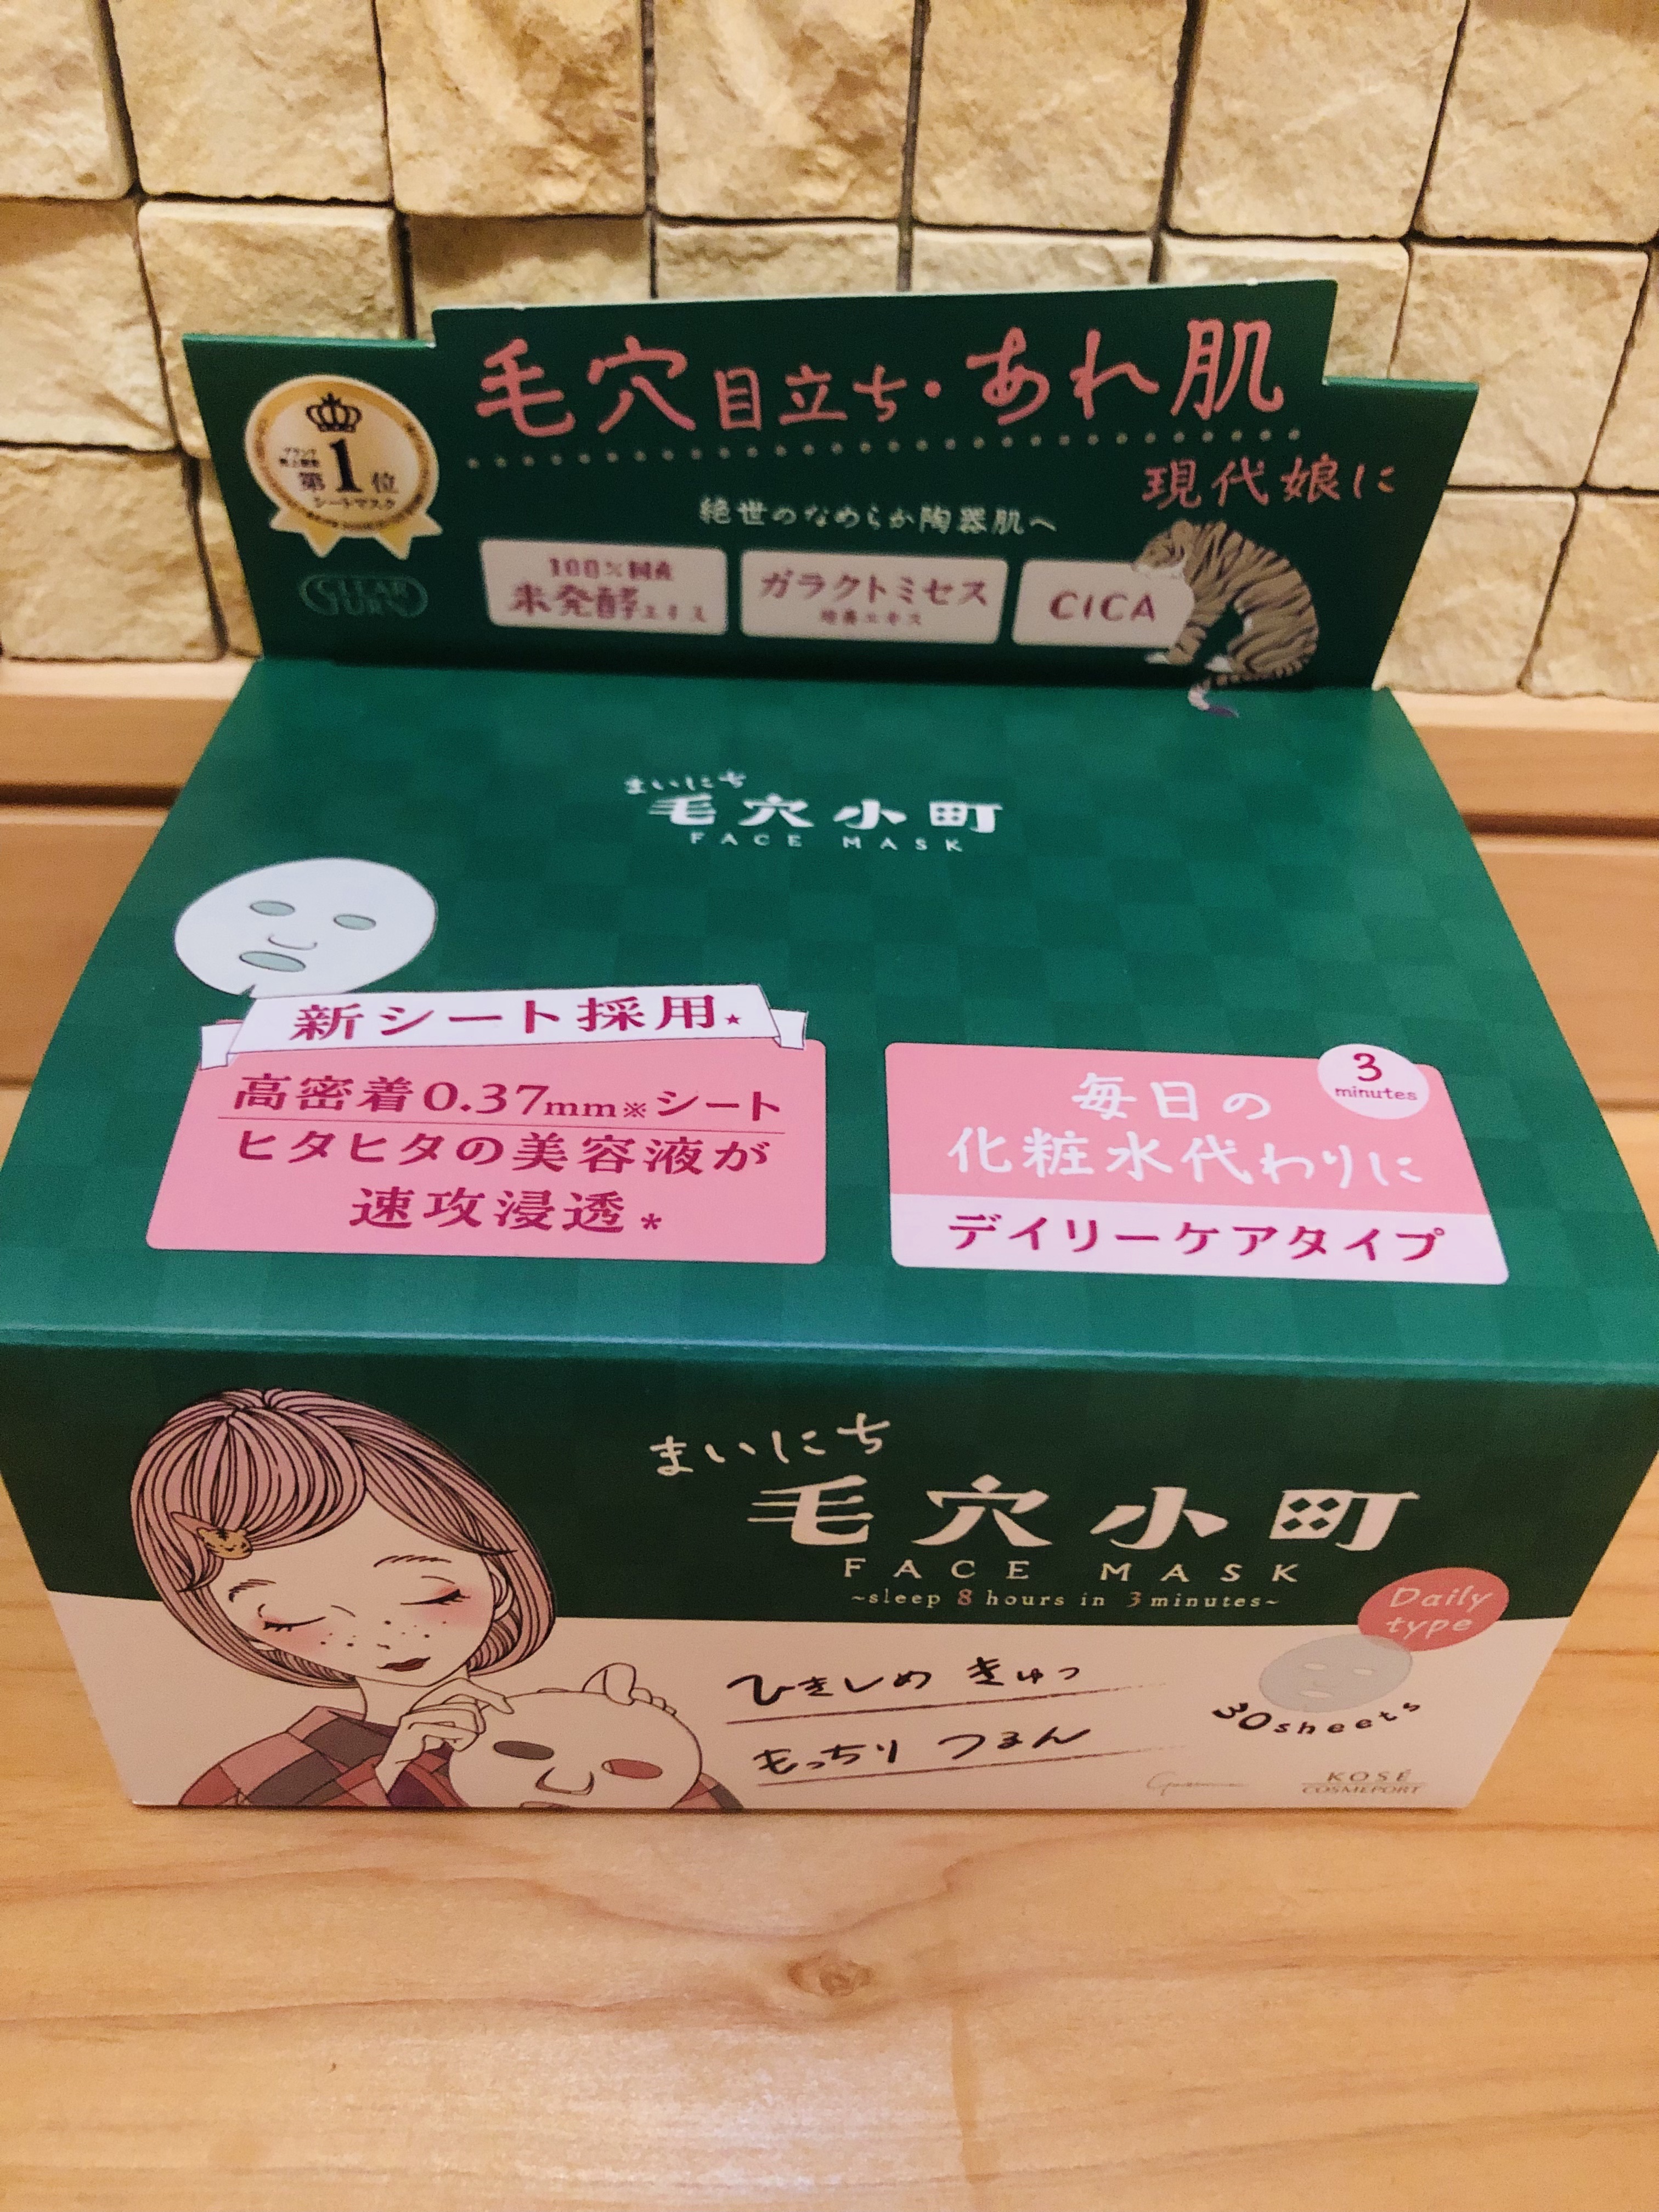 毛穴目立ち・あれ肌
現代娘に
第1位
シートマスク
絶世のなめらか陶器肌へ
CLEAR
TURN
100%国産
米発酵エキス
ガラクトミセス
培養エキス
CICA
まいにち
毛穴小町
FACE MASK
新シート採用★
高密着0.37mm※シート
ヒタヒタの美容液が
速攻浸透*
3
minutes
毎日の
化粧水代わりに
デイリーケアタイプ
まいにち
毛穴小町
FACE MASK
~sleep 8 hours in 3 minutes~
Daily
type
ひきしめ きゅっ
もっちり つるん
30sheets
KOSÉ
COSMEPORT